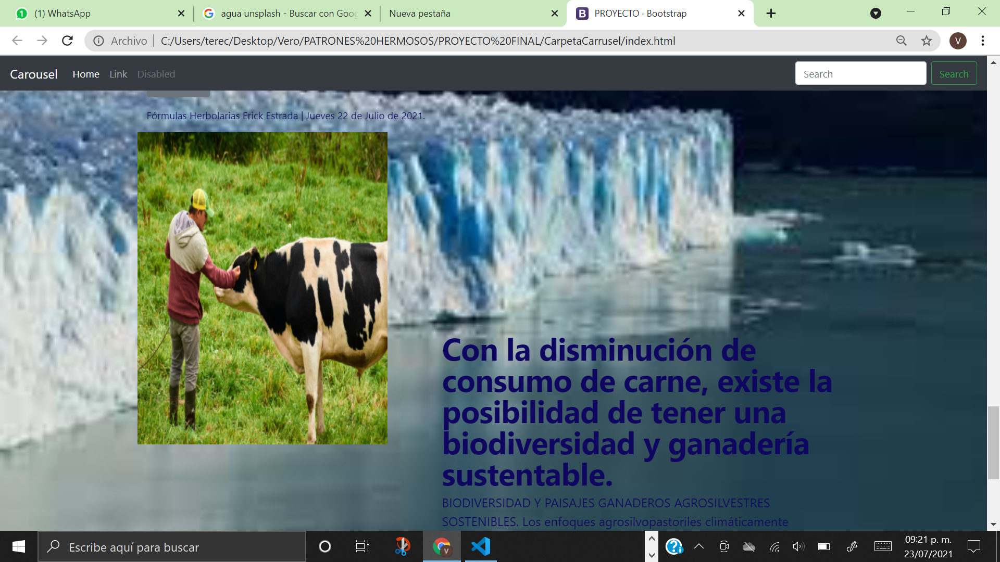 (1) WhatsApp
agua unsplash - Buscar con Goog
Nueva pestaña
PROYECTO · Bootstrap
Archivo
C:/Users/terec/Desktop/Vero/PATRONES%20HERMOSOS/PROYECTO%20FINAL/CarpetaCarrusel/index.html
V
Carousel
Home
Link
Disabled
Search
Search
Fórmulas Herbolarias Erick Estrada | Jueves 22 de Julio de 2021.
Con la disminución de
consumo de carne, existe la
posibilidad de tener una
biodiversidad y ganadería
sustentable.
BIODIVERSIDAD Y PAISAJES GANADEROS AGROSILVESTRES
SOSTENIBLES. Los enfoques agrosilvopastoriles climáticamente
Escribe aquí para buscar
V
09:21 p. m.
23/07/2021